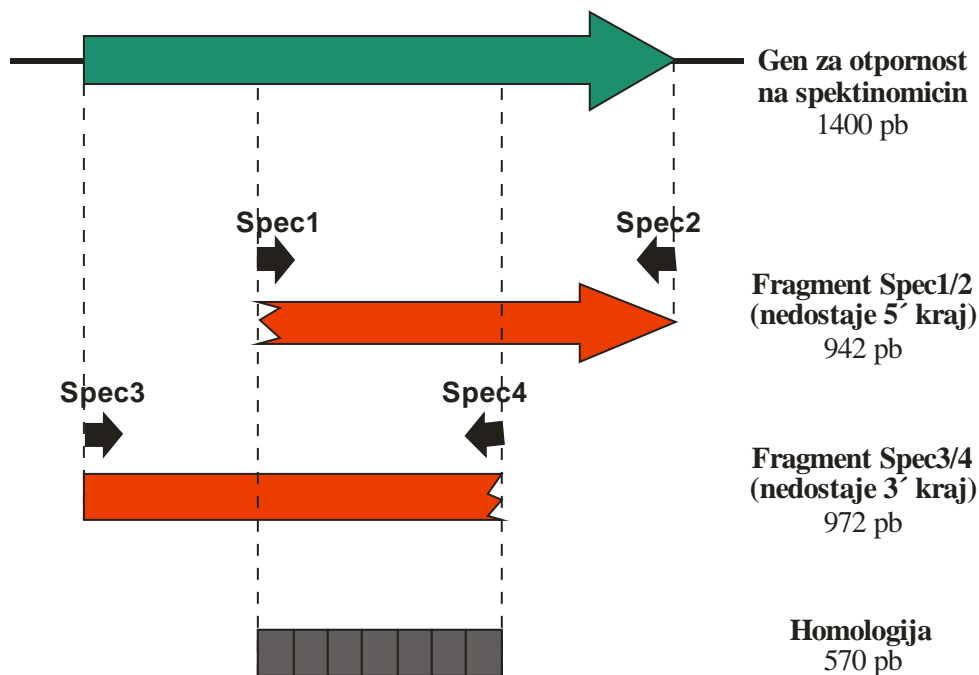 Gen za otpornost
na spektinomicin
1400 pb
Spec1
Spec2
Fragment Spec1/2
(nedostaje 5´ kraj)
942 pb
Spec3
Spec4
Fragment Spec3/4
(nedostaje 3´ kraj)
972 pb
Homologija
570 pb